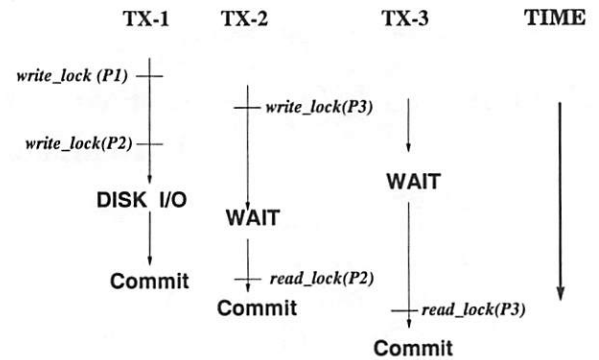 TX-1 TX-2 TX-3 TIME
write_lock (P1)
write_lock(P3)
write_lock(P2)
WAIT
DISK I/O
WAIT
Commit
read_lock(P2)
Commit
read_lock(P3)
Commit